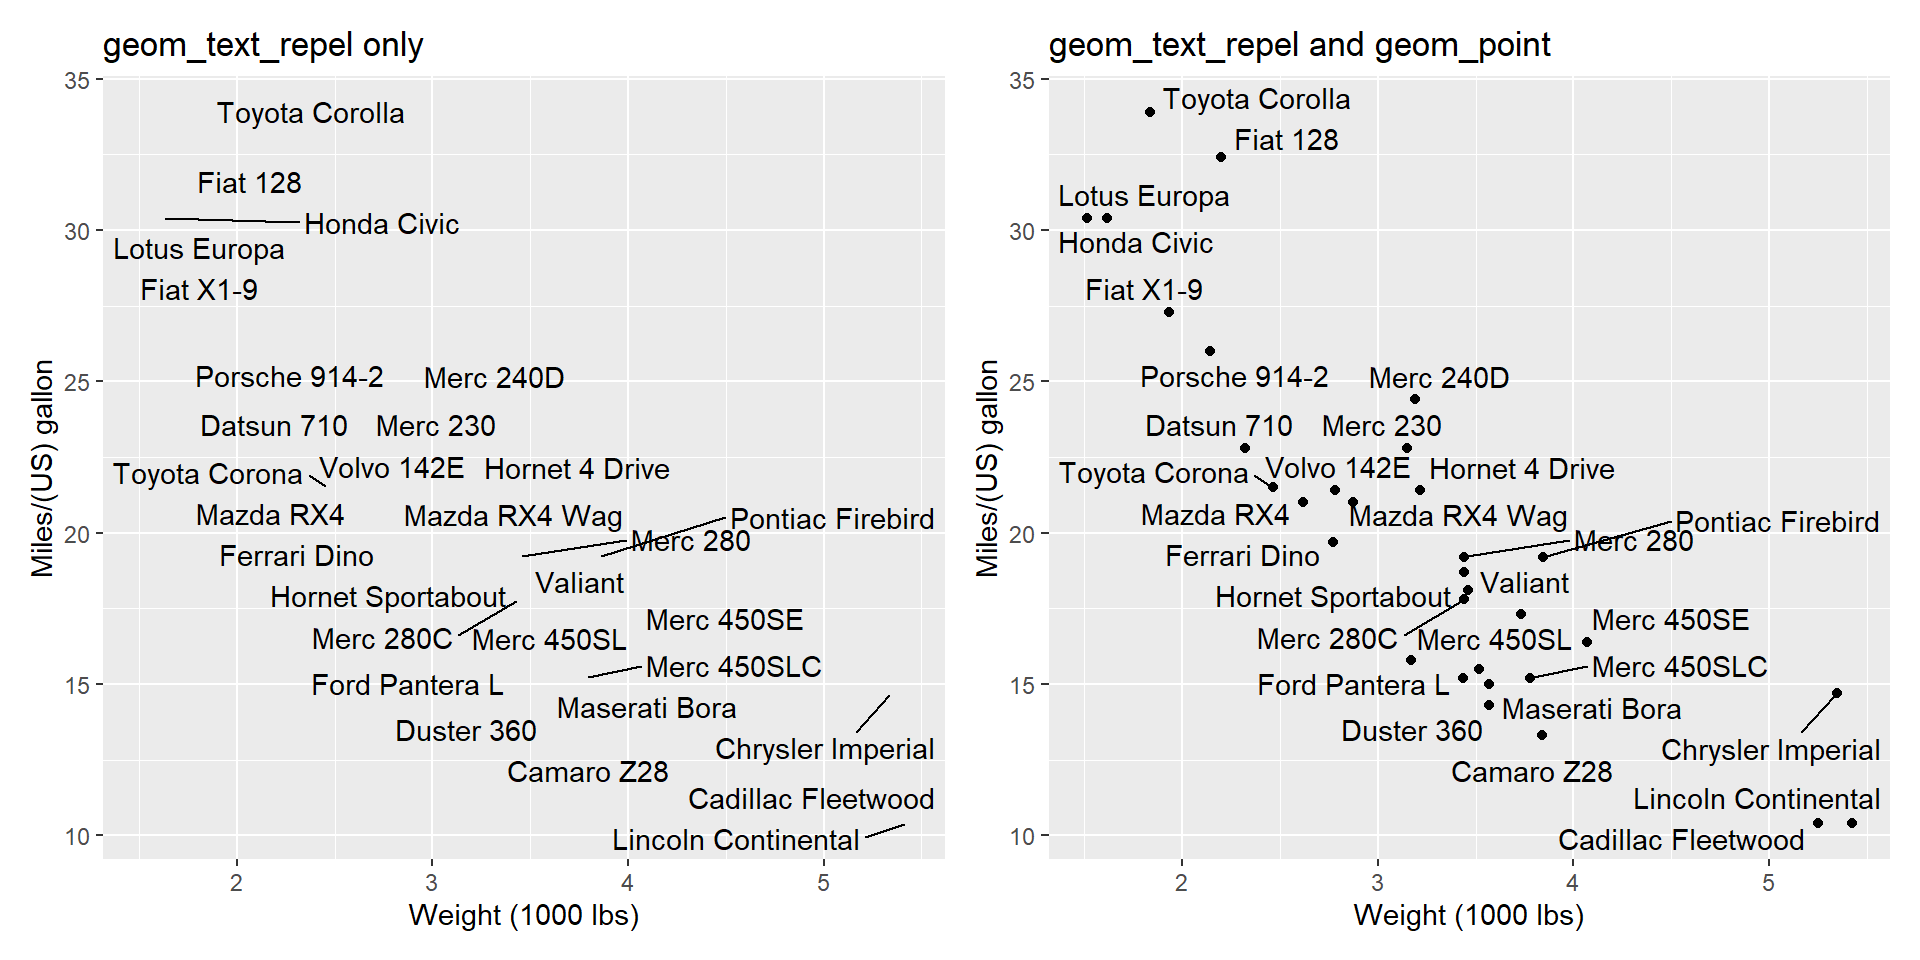 geom_text_repel only
35
30
25
20
15
10
Miles/(US) gallon
Toyota Corolla
Fiat 128
Honda Civic
Lotus Europa
Fiat X1-9
Porsche 914-2
Merc 240D
Datsun 710
Merc 230
Toyota Corona
Volvo 142E
Hornet 4 Drive
Mazda RX4
Mazda RX4 Wag
Pontiac Firebird
Merc 280
Ferrari Dino
Valiant
Hornet Sportabout
Merc 450SE
Merc 280C
Merc 450SL
Merc 450SLC
Ford Pantera L
Maserati Bora
Duster 360
Chrysler Imperial
Camaro Z28
Cadillac Fleetwood
Lincoln Continental
2
3
4
5
Weight (1000 lbs)
geom_text_repel and geom_point
35
30
25
20
15
10
Miles/(US) gallon
Toyota Corolla
Fiat 128
Lotus Europa
Honda Civic
Fiat X1-9
Porsche 914-2
Merc 240D
Datsun 710
Merc 230
Toyota Corona
Volvo 142E
Hornet 4 Drive
Mazda RX4
Mazda RX4 Wag
Pontiac Firebird
Merc 280
Ferrari Dino
Valiant
Hornet Sportabout
Merc 450SE
Merc 280C
Merc 450SL
Merc 450SLC
Ford Pantera L
Maserati Bora
Duster 360
Chrysler Imperial
Camaro Z28
Lincoln Continental
Cadillac Fleetwood
2
3
4
5
Weight (1000 lbs)